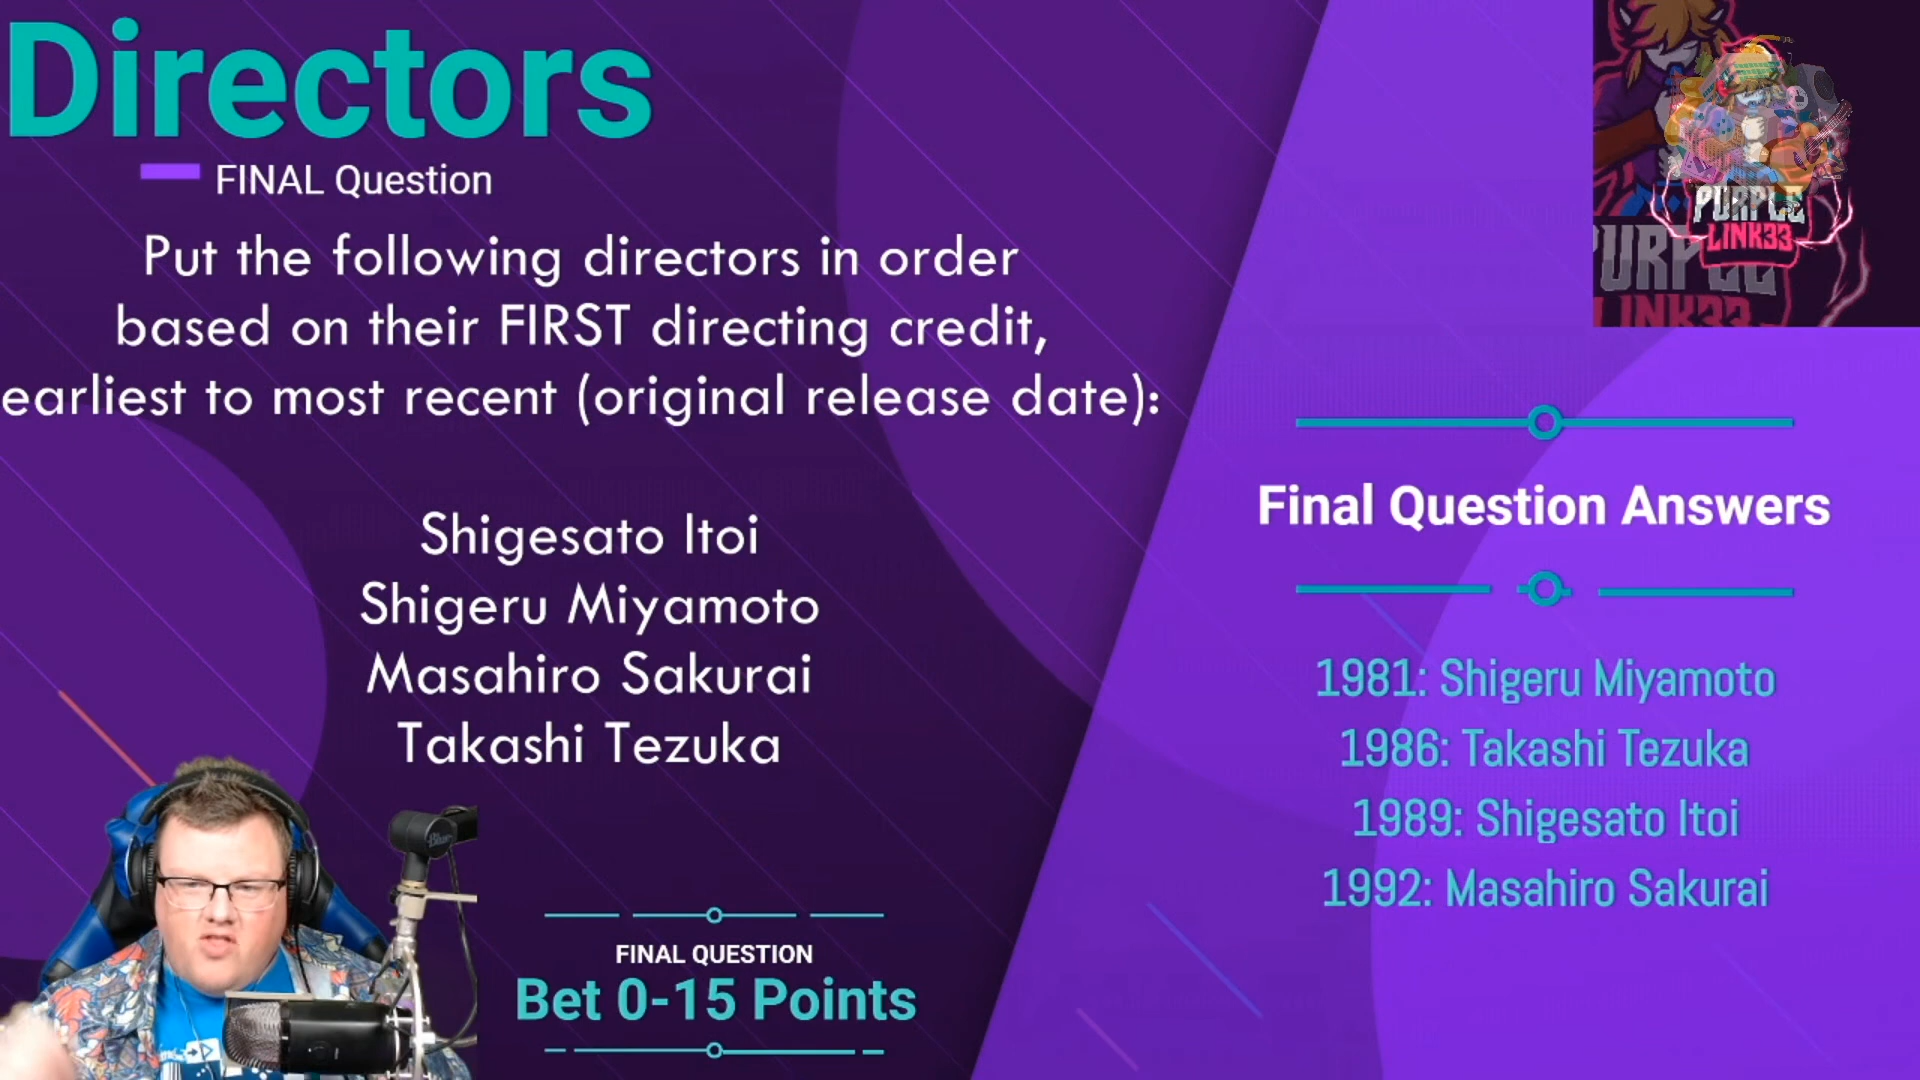 Directors
FINAL Question
Put the following directors in order
based on their FIRST directing credit,
earliest to most recent (original release date):
Shigesato Itoi
Shigeru Miyamoto
Masahiro Sakurai
Takashi Tezuka
FINAL QUESTION
Bet 0-15 Points
PURPLE
LINK33
PURPLE
LINK33
Final Question Answers
1981: Shigeru Miyamoto
1986: Takashi Tezuka
1989: Shigesato Itoi
1992: Masahiro Sakurai